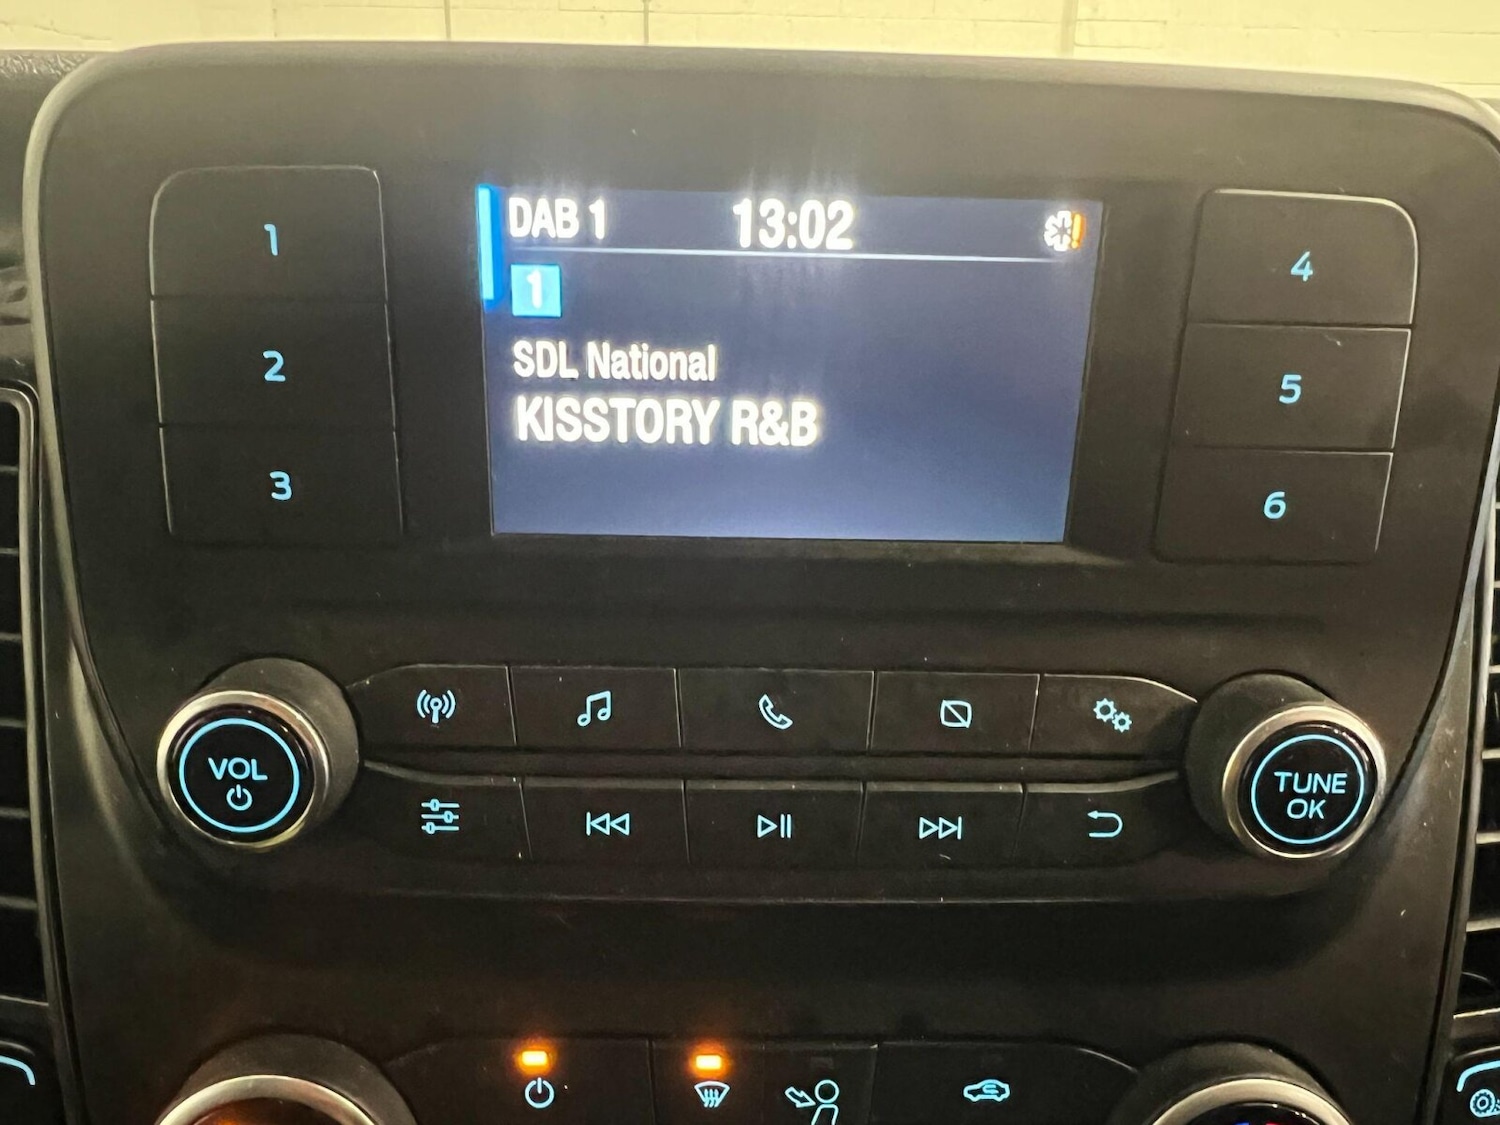 DAB 1 13:02
1
SDL National
KISSTORY R&B
1
2
3
4
5
6
VOL
TUNE
OK